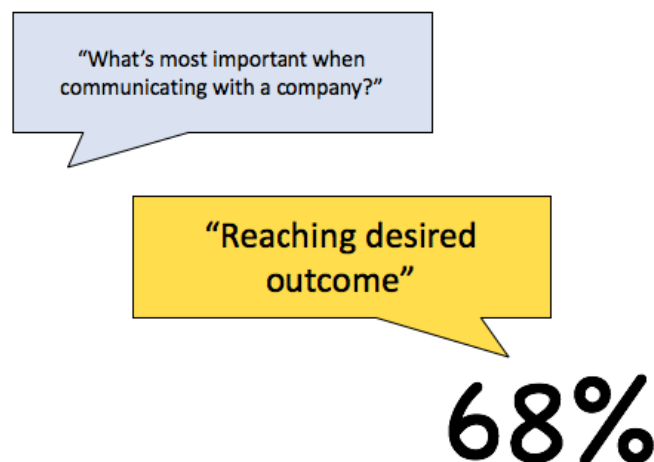 “What’s most important when
communicating with a company?”
“Reaching desired
outcome”
68%